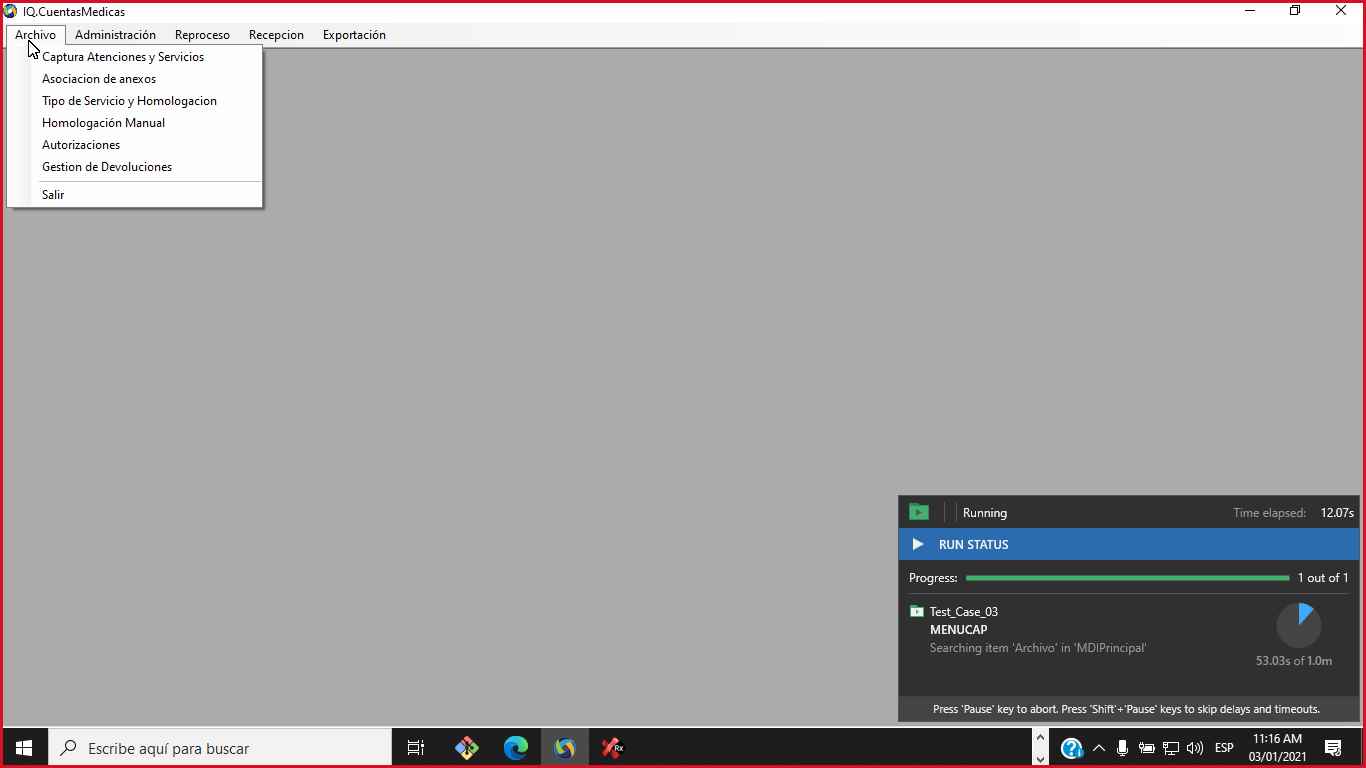 IQ.CuentasMedicas
Archivo Administración Reproceso Recepcion Exportación
Captura Atenciones y Servicios
Asociacion de anexos
Tipo de Servicio y Homologacion
Homologación Manual
Autorizaciones
Gestion de Devoluciones
Salir
Running Time elapsed: 12.07s
RUN STATUS
Progress: 1 out of 1
Test_Case_03
MENUCAP
Searching item 'Archivo' in 'MDIPrincipal'
53.03s of 1.0m
Press 'Pause' key to abort. Press 'Shift'+'Pause' keys to skip delays and timeouts.
Escribe aquí para buscar
Rx
ESP
11:16 AM
03/01/2021